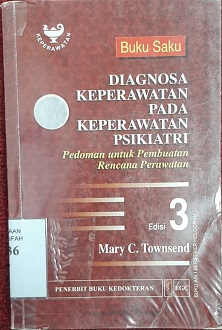 KEPERAWATAN
Buku Saku
DIAGNOSA
KEPERAWATAN
PADA
KEPERAWATAN
PSIKIATRI
Pedoman untuk Pembuatan
Rencana Perawatan
Edisi 3
Mary C. Townsend
PENERBIT BUKU KEDOKTERAN EGC